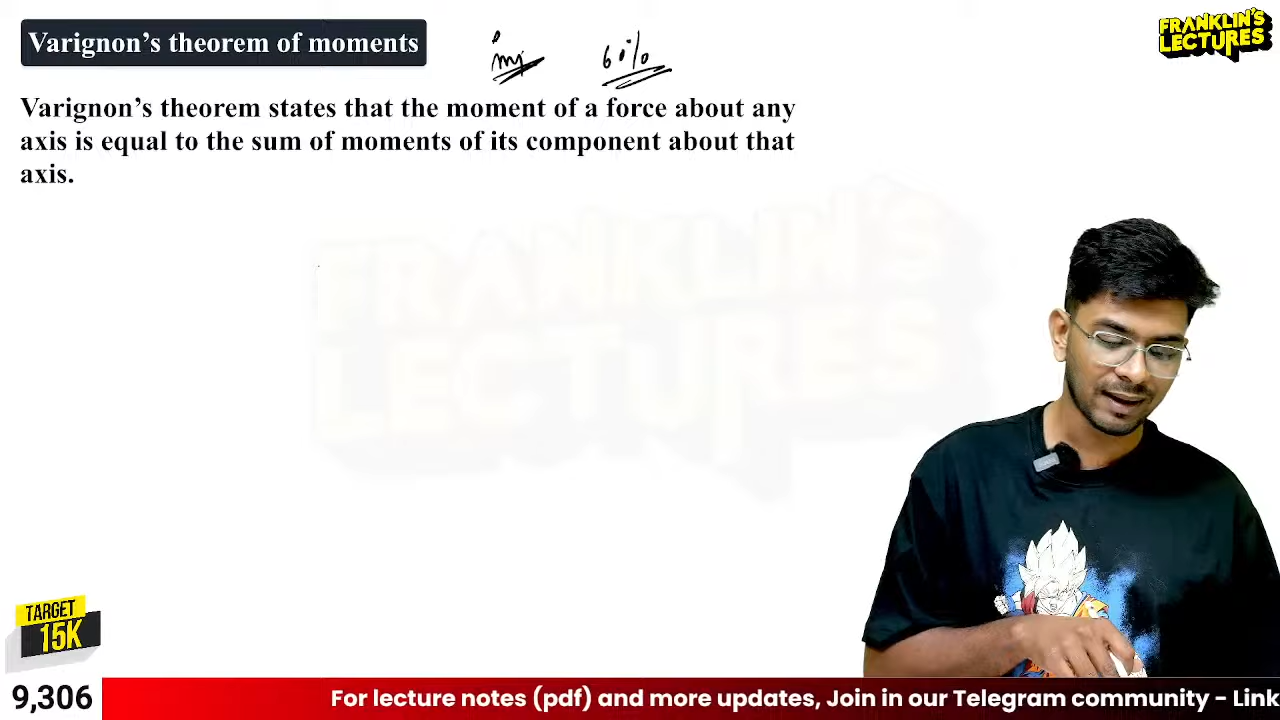 Varignon’s theorem of moments
60%
FRANKLIN'S
LECTURES
Varignon’s theorem states that the moment of a force about any
axis is equal to the sum of moments of its component about that
axis.
FRANKLIN'S
LECTURES
TARGET
15K
9,306
For lecture notes (pdf) and more updates, Join in our Telegram community - Link